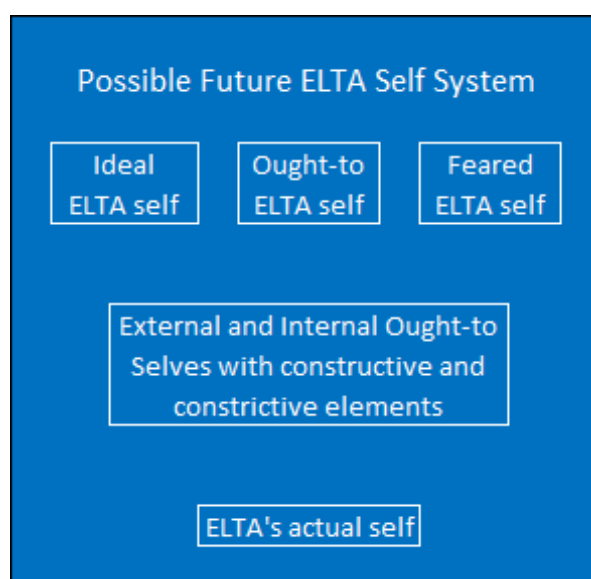 Possible Future ELTA Self System
Ideal
ELTA self
Ought-to
ELTA self
Feared
ELTA self
External and Internal Ought-to
Selves with constructive and
constrictive elements
ELTA's actual self